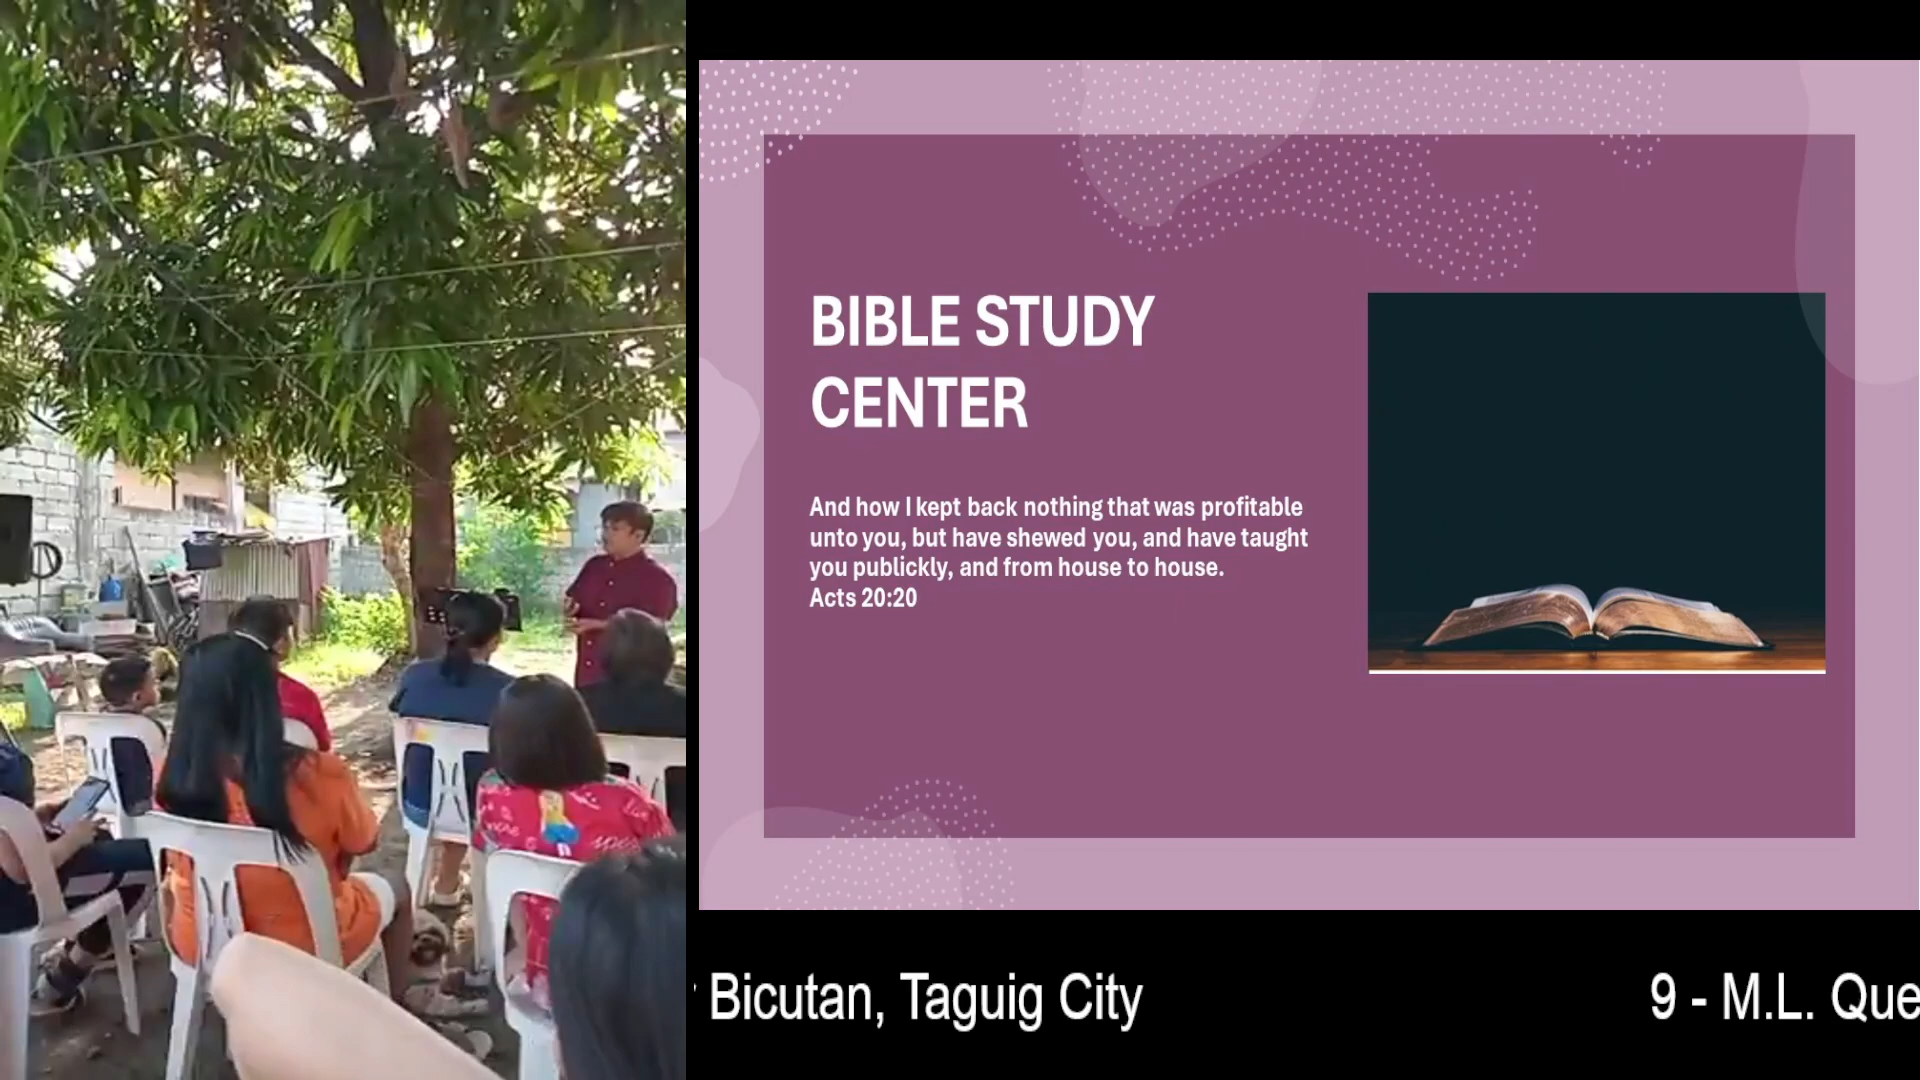 BIBLE STUDY
CENTER
And how I kept back nothing that was profitable
unto you, but have shewed you, and have taught
you publickly, and from house to house.
Acts 20:20
Bicutan, Taguig City
9 - M.L. Que